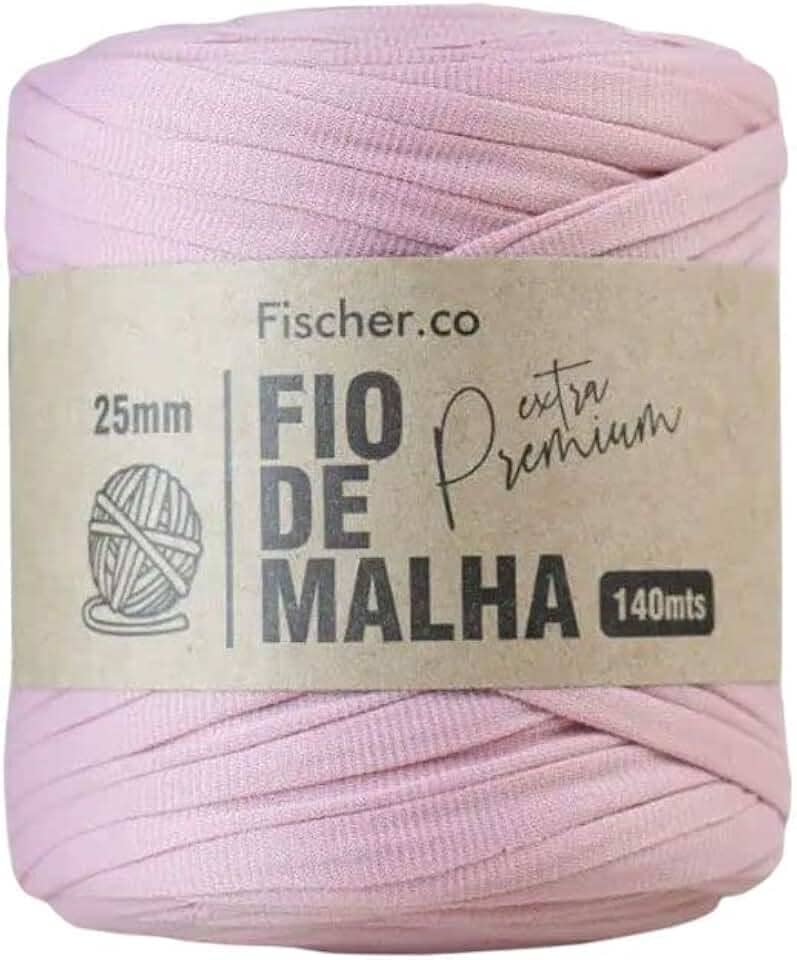 Fischer.co
25mm
FIO
DE
MALHA
extra
Premium
140mts